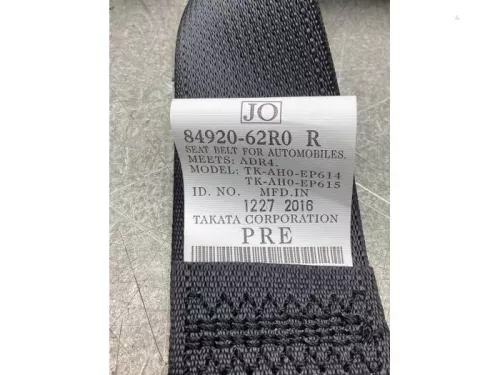 JO
84920-62R0 R
SEAT BELT FOR AUTOMOBILES.
MEETS: ADR4.
MODEL: TK-AH0-EP614
TK-AH0-EP615
ID. NO. MFD.IN
1227 2016
TAKATA CORPORATION
PRE